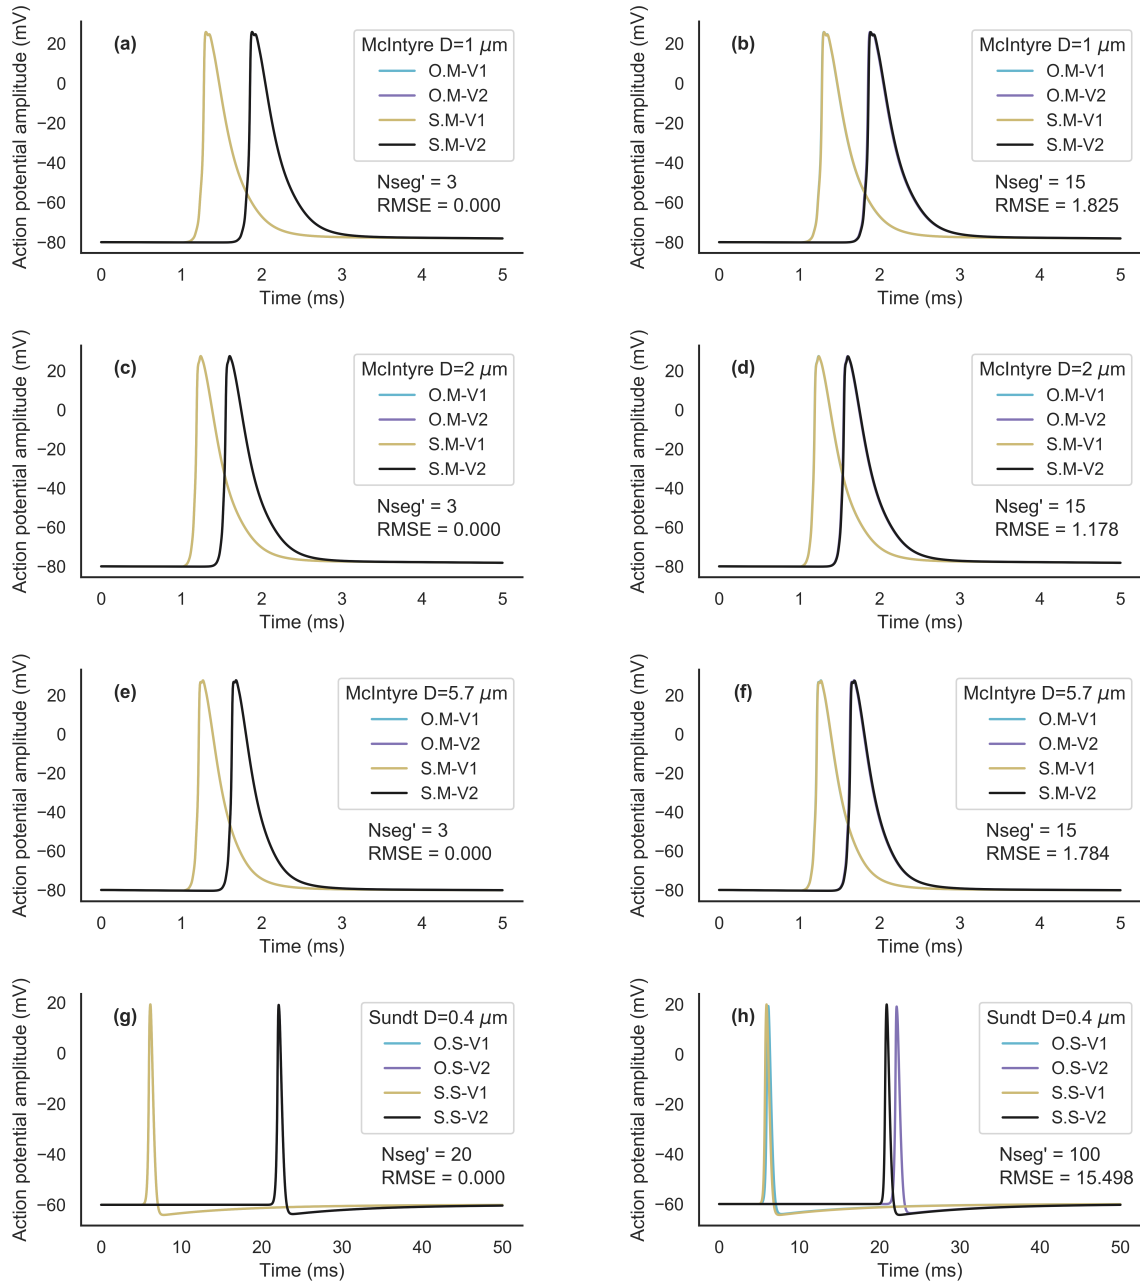 Action potential amplitude (mV)
20
0
−20
−40
−60
−80
(a)
McIntyre D=1 μm
O.M-V1
O.M-V2
S.M-V1
S.M-V2
Nseg' = 3
RMSE = 0.000
0 1 2 3 4 5
Time (ms)
Action potential amplitude (mV)
20
0
−20
−40
−60
−80
(b)
McIntyre D=1 μm
O.M-V1
O.M-V2
S.M-V1
S.M-V2
Nseg' = 15
RMSE = 1.825
0 1 2 3 4 5
Time (ms)
Action potential amplitude (mV)
20
0
−20
−40
−60
−80
(c)
McIntyre D=2 μm
O.M-V1
O.M-V2
S.M-V1
S.M-V2
Nseg' = 3
RMSE = 0.000
0 1 2 3 4 5
Time (ms)
Action potential amplitude (mV)
20
0
−20
−40
−60
−80
(d)
McIntyre D=2 μm
O.M-V1
O.M-V2
S.M-V1
S.M-V2
Nseg' = 15
RMSE = 1.178
0 1 2 3 4 5
Time (ms)
Action potential amplitude (mV)
20
0
−20
−40
−60
−80
(e)
McIntyre D=5.7 μm
O.M-V1
O.M-V2
S.M-V1
S.M-V2
Nseg' = 3
RMSE = 0.000
0 1 2 3 4 5
Time (ms)
Action potential amplitude (mV)
20
0
−20
−40
−60
−80
(f)
McIntyre D=5.7 μm
O.M-V1
O.M-V2
S.M-V1
S.M-V2
Nseg' = 15
RMSE = 1.784
0 1 2 3 4 5
Time (ms)
Action potential amplitude (mV)
20
0
−20
−40
−60
(g)
Sundt D=0.4 μm
O.S-V1
O.S-V2
S.S-V1
S.S-V2
Nseg' = 20
RMSE = 0.000
0 10 20 30 40 50
Time (ms)
Action potential amplitude (mV)
20
0
−20
−40
−60
(h)
Sundt D=0.4 μm
O.S-V1
O.S-V2
S.S-V1
S.S-V2
Nseg' = 100
RMSE = 15.498
0 10 20 30 40 50
Time (ms)